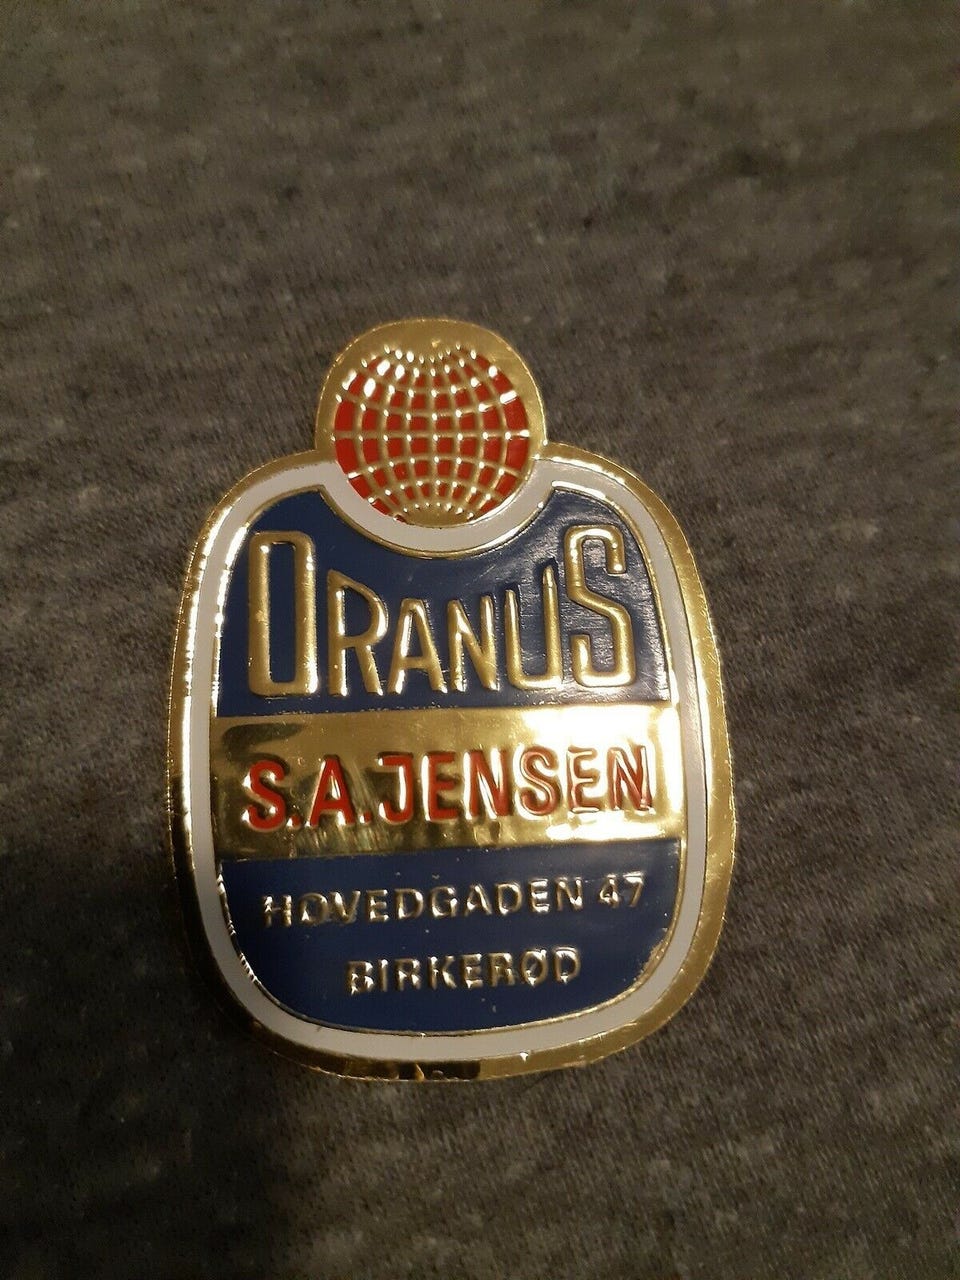 ORANUS
S.A.JENSEN
HOVEDGADEN 47
BIRKERØD